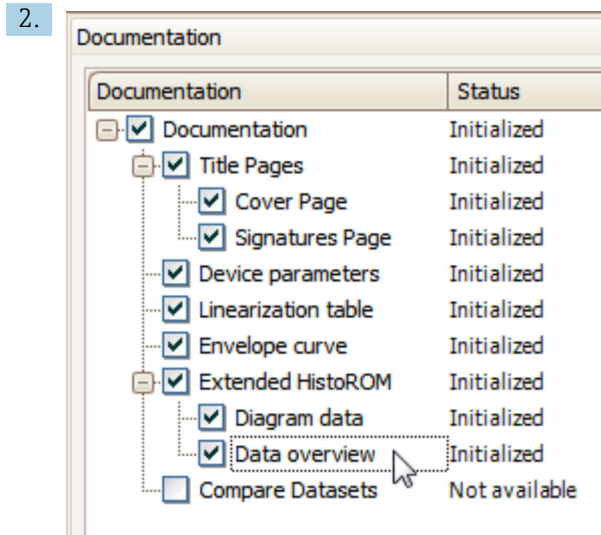 2.
Documentation
Documentation Status
Documentation Initialized
Title Pages Initialized
Cover Page Initialized
Signatures Page Initialized
Device parameters Initialized
Linearization table Initialized
Envelope curve Initialized
Extended HistoROM Initialized
Diagram data Initialized
Data overview Initialized
Compare Datasets Not available